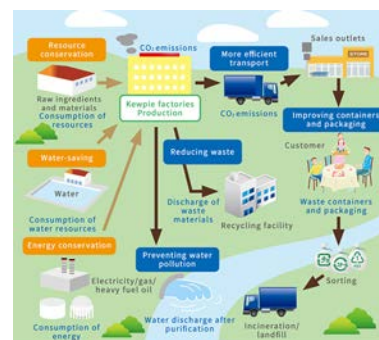 Resource
conservation
CO₂ emissions
More efficient
transport
Sales outlets
STORE
Raw ingredients
and materials
Consumption of
resources
Kewpie factories
Production
CO₂ emissions
Improving containers
and packaging
Water-saving
Water
Consumption of
water resources
Reducing waste
Discharge of
waste
materials
Recycling facility
Customer
Waste containers
and packaging
Energy conservation
Electricity/gas/
heavy fuel oil
Consumption of
energy
Preventing water
pollution
Water discharge after
purification
Sorting
Incineration/
landfill